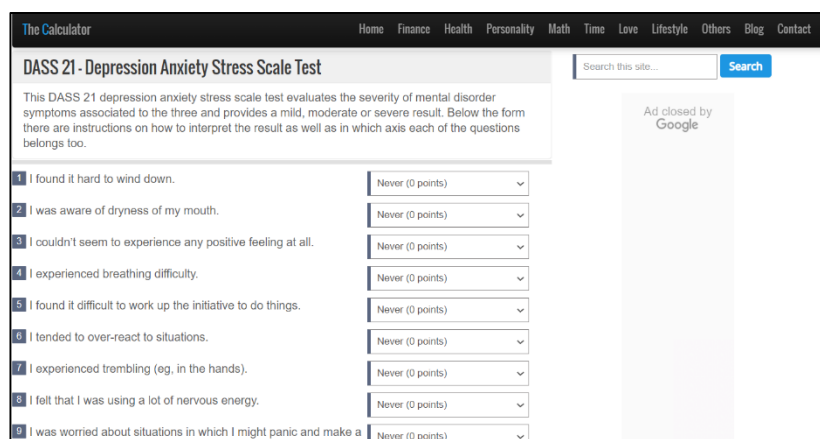 The Calculator
Home Finance Health Personality Math Time Love Lifestyle Others Blog Contact
DASS 21 - Depression Anxiety Stress Scale Test
Search this site...
Search
This DASS 21 depression anxiety stress scale test evaluates the severity of mental disorder
symptoms associated to the three and provides a mild, moderate or severe result. Below the form
there are instructions on how to interpret the result as well as in which axis each of the questions
belongs too.
Ad closed by
Google
1 I found it hard to wind down.
Never (0 points)
2 I was aware of dryness of my mouth.
Never (0 points)
3 I couldn't seem to experience any positive feeling at all.
Never (0 points)
4 I experienced breathing difficulty.
Never (0 points)
5 I found it difficult to work up the initiative to do things.
Never (0 points)
6 I tended to over-react to situations.
Never (0 points)
7 I experienced trembling (eg, in the hands).
Never (0 points)
8 I felt that I was using a lot of nervous energy.
Never (0 points)
9 I was worried about situations in which I might panic and make a
Never (0 points)